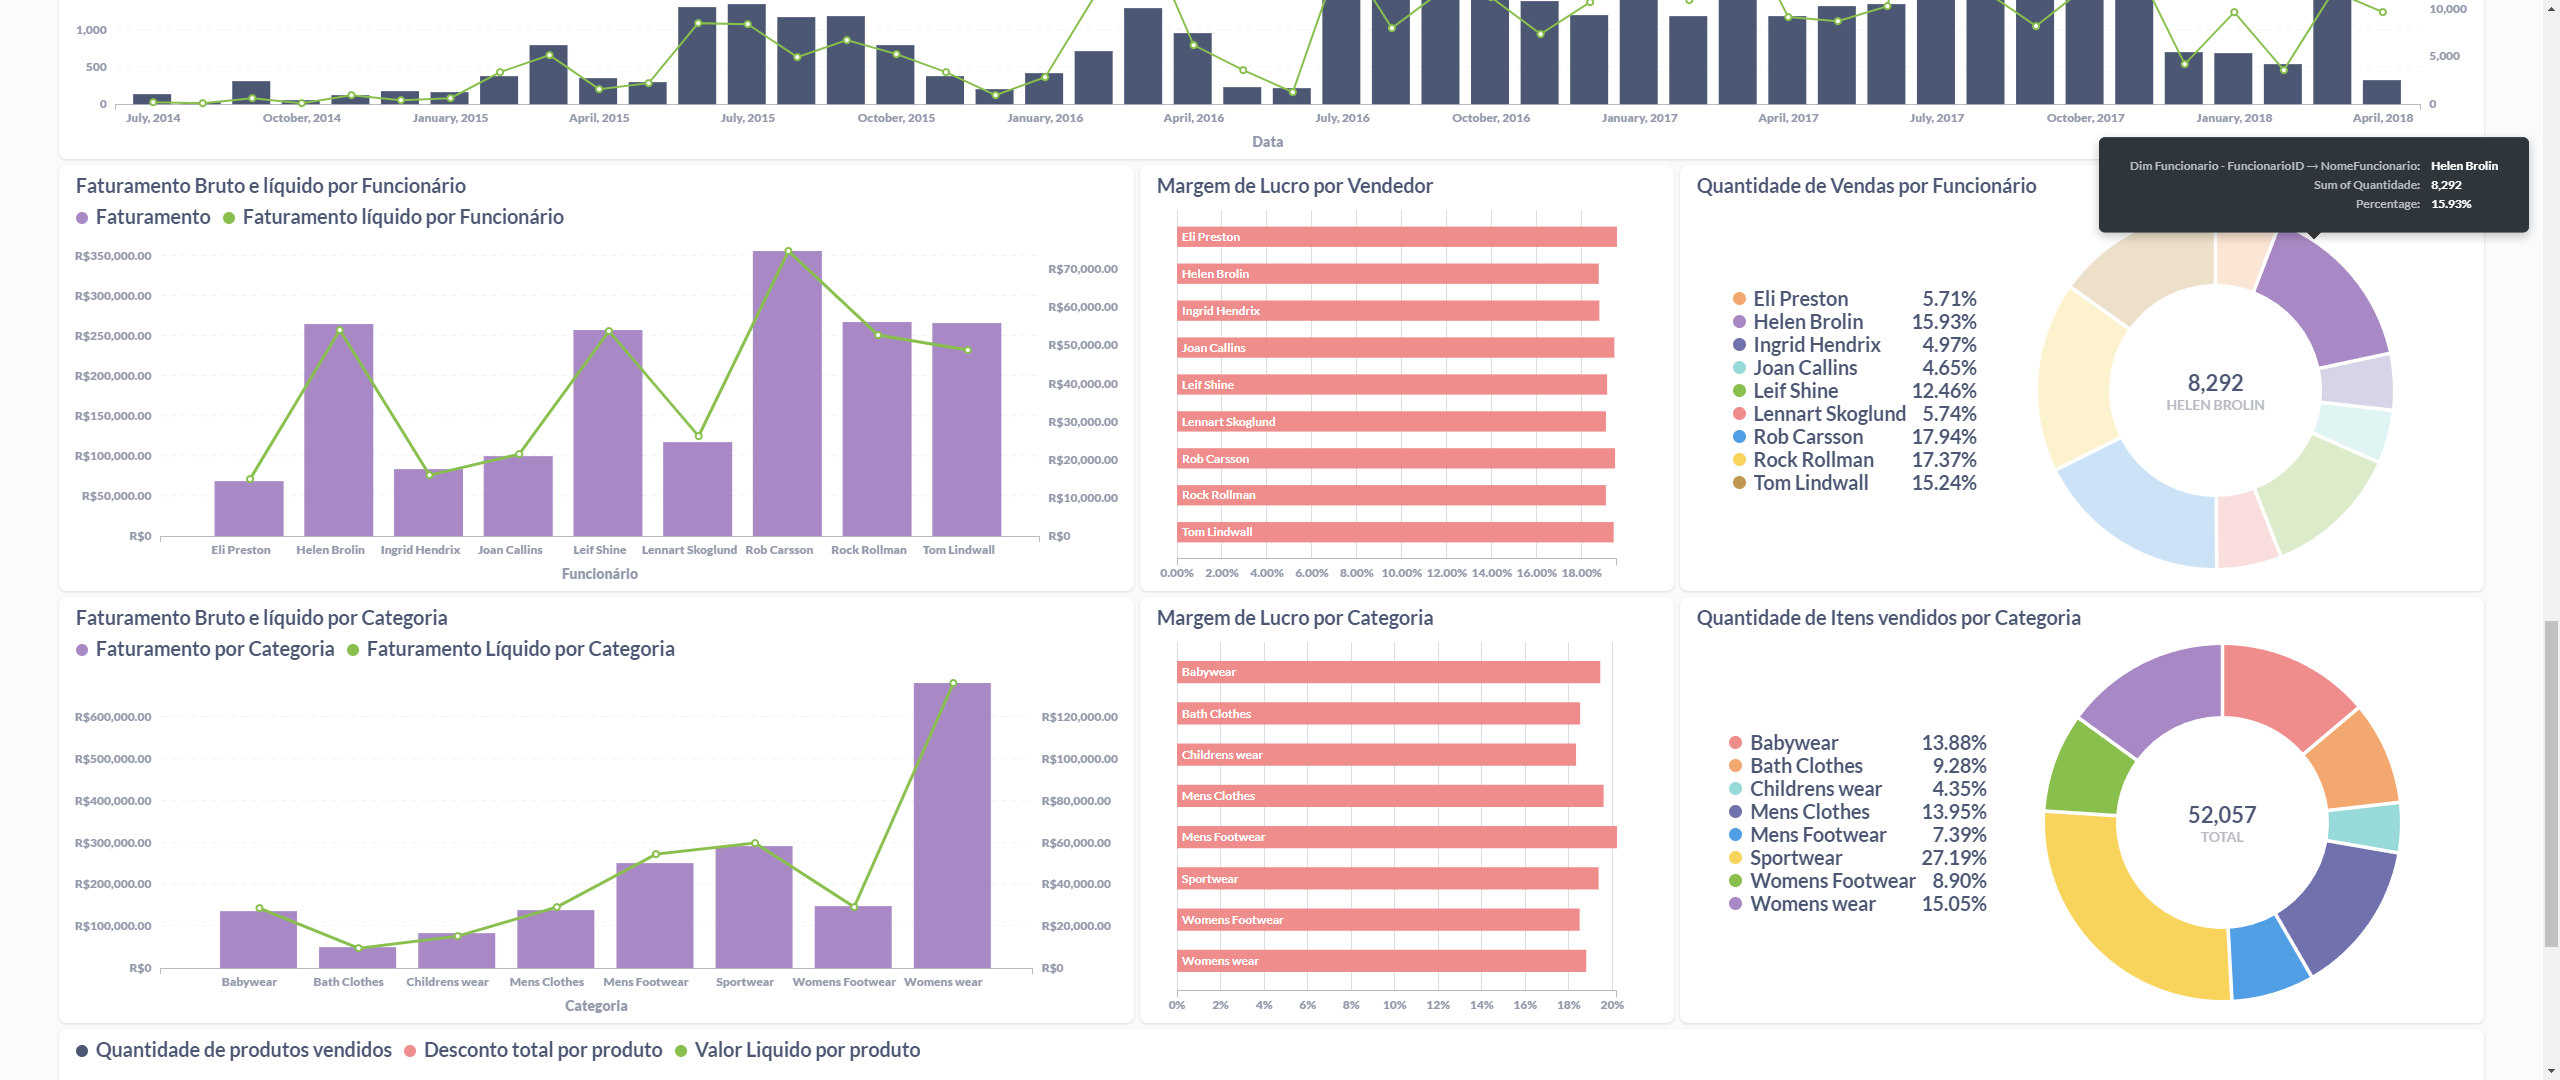 1,000
500
0
10,000
5,000
0
July, 2014
October, 2014
January, 2015
April, 2015
July, 2015
October, 2015
January, 2016
April, 2016
July, 2016
October, 2016
January, 2017
April, 2017
July, 2017
October, 2017
January, 2018
April, 2018
Data
Dim Funcionario - FuncionarioID → NomeFuncionario: Helen Brolin
Sum of Quantidade: 8,292
Percentage: 15.93%
Faturamento Bruto e líquido por Funcionário
Faturamento
Faturamento líquido por Funcionário
R$350,000.00
R$300,000.00
R$250,000.00
R$200,000.00
R$150,000.00
R$100,000.00
R$50,000.00
R$0
R$70,000.00
R$60,000.00
R$50,000.00
R$40,000.00
R$30,000.00
R$20,000.00
R$10,000.00
R$0
Eli Preston
Helen Brolin
Ingrid Hendrix
Joan Callins
Leif Shine
Lennart Skoglund
Rob Carsson
Rock Rollman
Tom Lindwall
Funcionário
Margem de Lucro por Vendedor
Eli Preston
Helen Brolin
Ingrid Hendrix
Joan Callins
Leif Shine
Lennart Skoglund
Rob Carsson
Rock Rollman
Tom Lindwall
0.00%
2.00%
4.00%
6.00%
8.00%
10.00%
12.00%
14.00%
16.00%
18.00%
Quantidade de Vendas por Funcionário
Eli Preston 5.71%
Helen Brolin 15.93%
Ingrid Hendrix 4.97%
Joan Callins 4.65%
Leif Shine 12.46%
Lennart Skoglund 5.74%
Rob Carsson 17.94%
Rock Rollman 17.37%
Tom Lindwall 15.24%
8,292
HELEN BROLIN
Faturamento Bruto e líquido por Categoria
Faturamento por Categoria
Faturamento Líquido por Categoria
R$600,000.00
R$500,000.00
R$400,000.00
R$300,000.00
R$200,000.00
R$100,000.00
R$0
R$120,000.00
R$100,000.00
R$80,000.00
R$60,000.00
R$40,000.00
R$20,000.00
R$0
Babywear
Bath Clothes
Childrens wear
Mens Clothes
Mens Footwear
Sportwear
Womens Footwear
Womens wear
Categoria
Margem de Lucro por Categoria
Babywear
Bath Clothes
Childrens wear
Mens Clothes
Mens Footwear
Sportwear
Womens Footwear
Womens wear
0%
2%
4%
6%
8%
10%
12%
14%
16%
18%
20%
Quantidade de Itens vendidos por Categoria
Babywear 13.88%
Bath Clothes 9.28%
Childrens wear 4.35%
Mens Clothes 13.95%
Mens Footwear 7.39%
Sportwear 27.19%
Womens Footwear 8.90%
Womens wear 15.05%
52,057
TOTAL
Quantidade de produtos vendidos
Desconto total por produto
Valor Liquido por produto